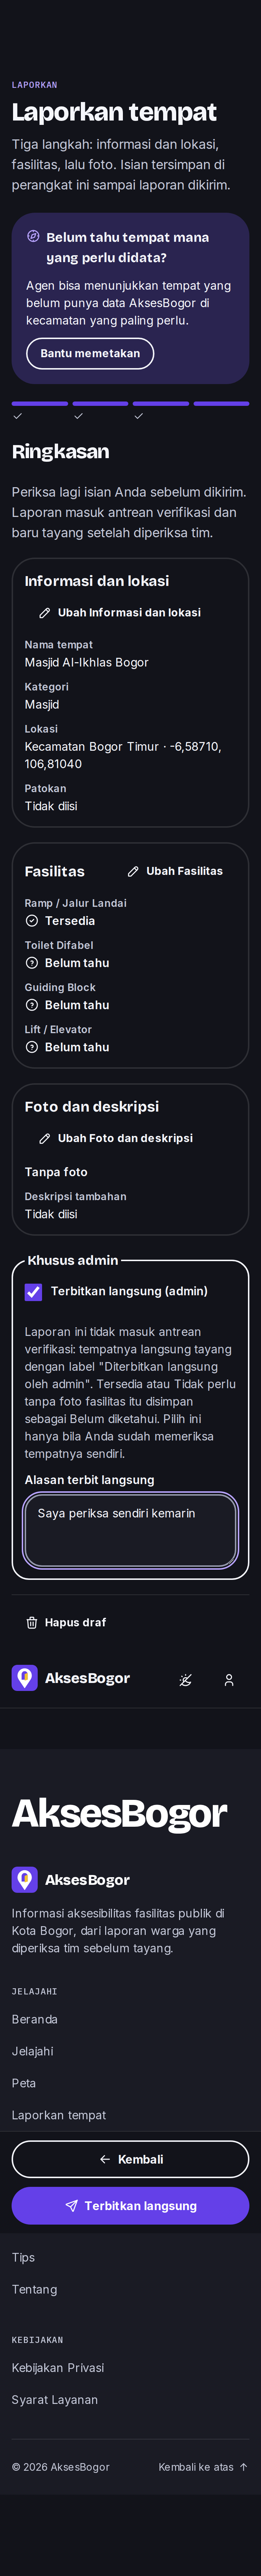 LAPORKAN
Laporkan tempat
Tiga langkah: informasi dan lokasi,
fasilitas, lalu foto. Isian tersimpan di
perangkat ini sampai laporan dikirim.
Belum tahu tempat mana
yang perlu didata?
Agen bisa menunjukkan tempat yang
belum punya data AksesBogor di
kecamatan yang paling perlu.
Bantu memetakan
Ringkasan
Periksa lagi isian Anda sebelum dikirim.
Laporan masuk antrean verifikasi dan
baru tayang setelah diperiksa tim.
Informasi dan lokasi
Ubah Informasi dan lokasi
Nama tempat
Masjid Al-Ikhlas Bogor
Kategori
Masjid
Lokasi
Kecamatan Bogor Timur · -6,58710,
106,81040
Patokan
Tidak diisi
Fasilitas
Ubah Fasilitas
Ramp / Jalur Landai
Tersedia
Toilet Difabel
Belum tahu
Guiding Block
Belum tahu
Lift / Elevator
Belum tahu
Foto dan deskripsi
Ubah Foto dan deskripsi
Tanpa foto
Deskripsi tambahan
Tidak diisi
Khusus admin
Terbitkan langsung (admin)
Laporan ini tidak masuk antrean
verifikasi: tempatnya langsung tayang
dengan label "Diterbitkan langsung
oleh admin". Tersedia atau Tidak perlu
tanpa foto fasilitas itu disimpan
sebagai Belum diketahui. Pilih ini
hanya bila Anda sudah memeriksa
tempatnya sendiri.
Alasan terbit langsung
Saya periksa sendiri kemarin
Hapus draf
AksesBogor
AksesBogor
AksesBogor
Informasi aksesibilitas fasilitas publik di
Kota Bogor, dari laporan warga yang
diperiksa tim sebelum tayang.
JELAJAHI
Beranda
Jelajahi
Peta
Laporkan tempat
Kembali
Terbitkan langsung
Tips
Tentang
KEBIJAKAN
Kebijakan Privasi
Syarat Layanan
© 2026 AksesBogor
Kembali ke atas ↑